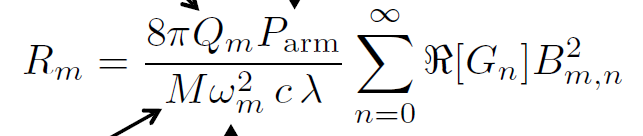 R_m = \frac{8\pi Q_m P_{\mathrm{arm}}}{M\omega_m^2 \, c \, \lambda} \sum_{n=0}^{\infty} \Re[G_n] B_{m,n}^2